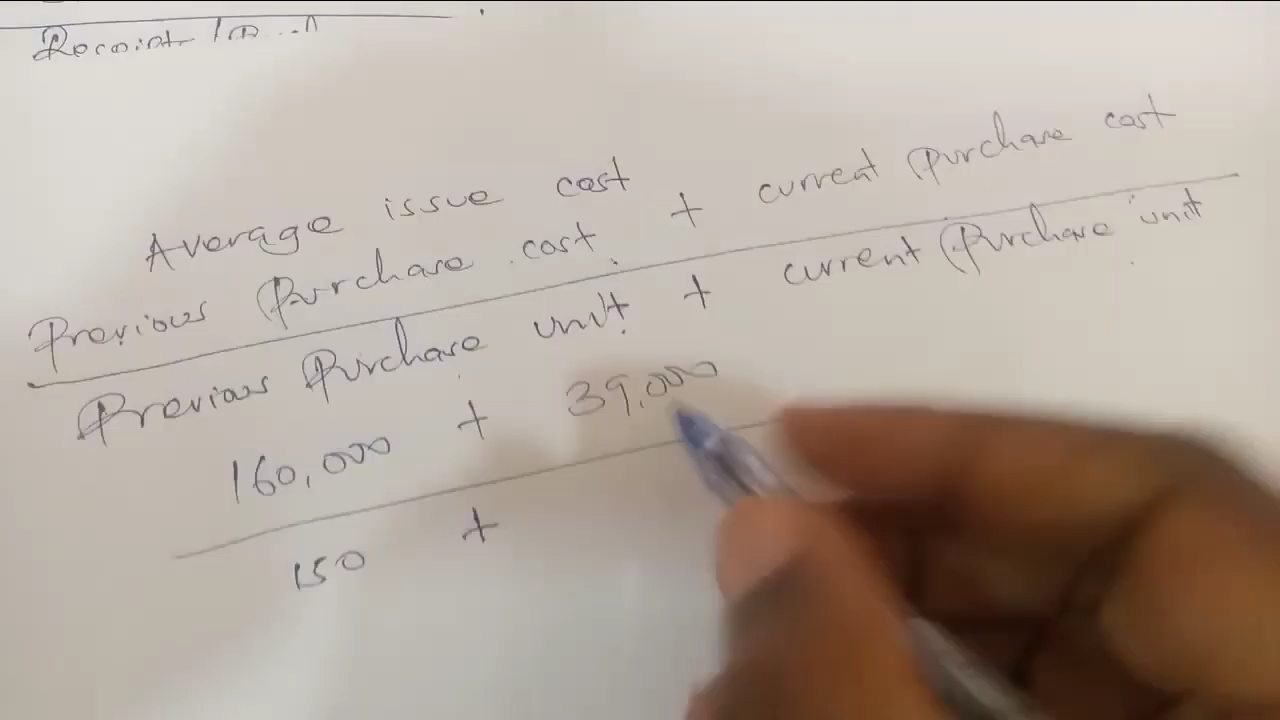 Average issue cost
Previous Purchase cost + current Purchase cost
Previous Purchase unit + current Purchase unit
160,000 + 39,000
150 +